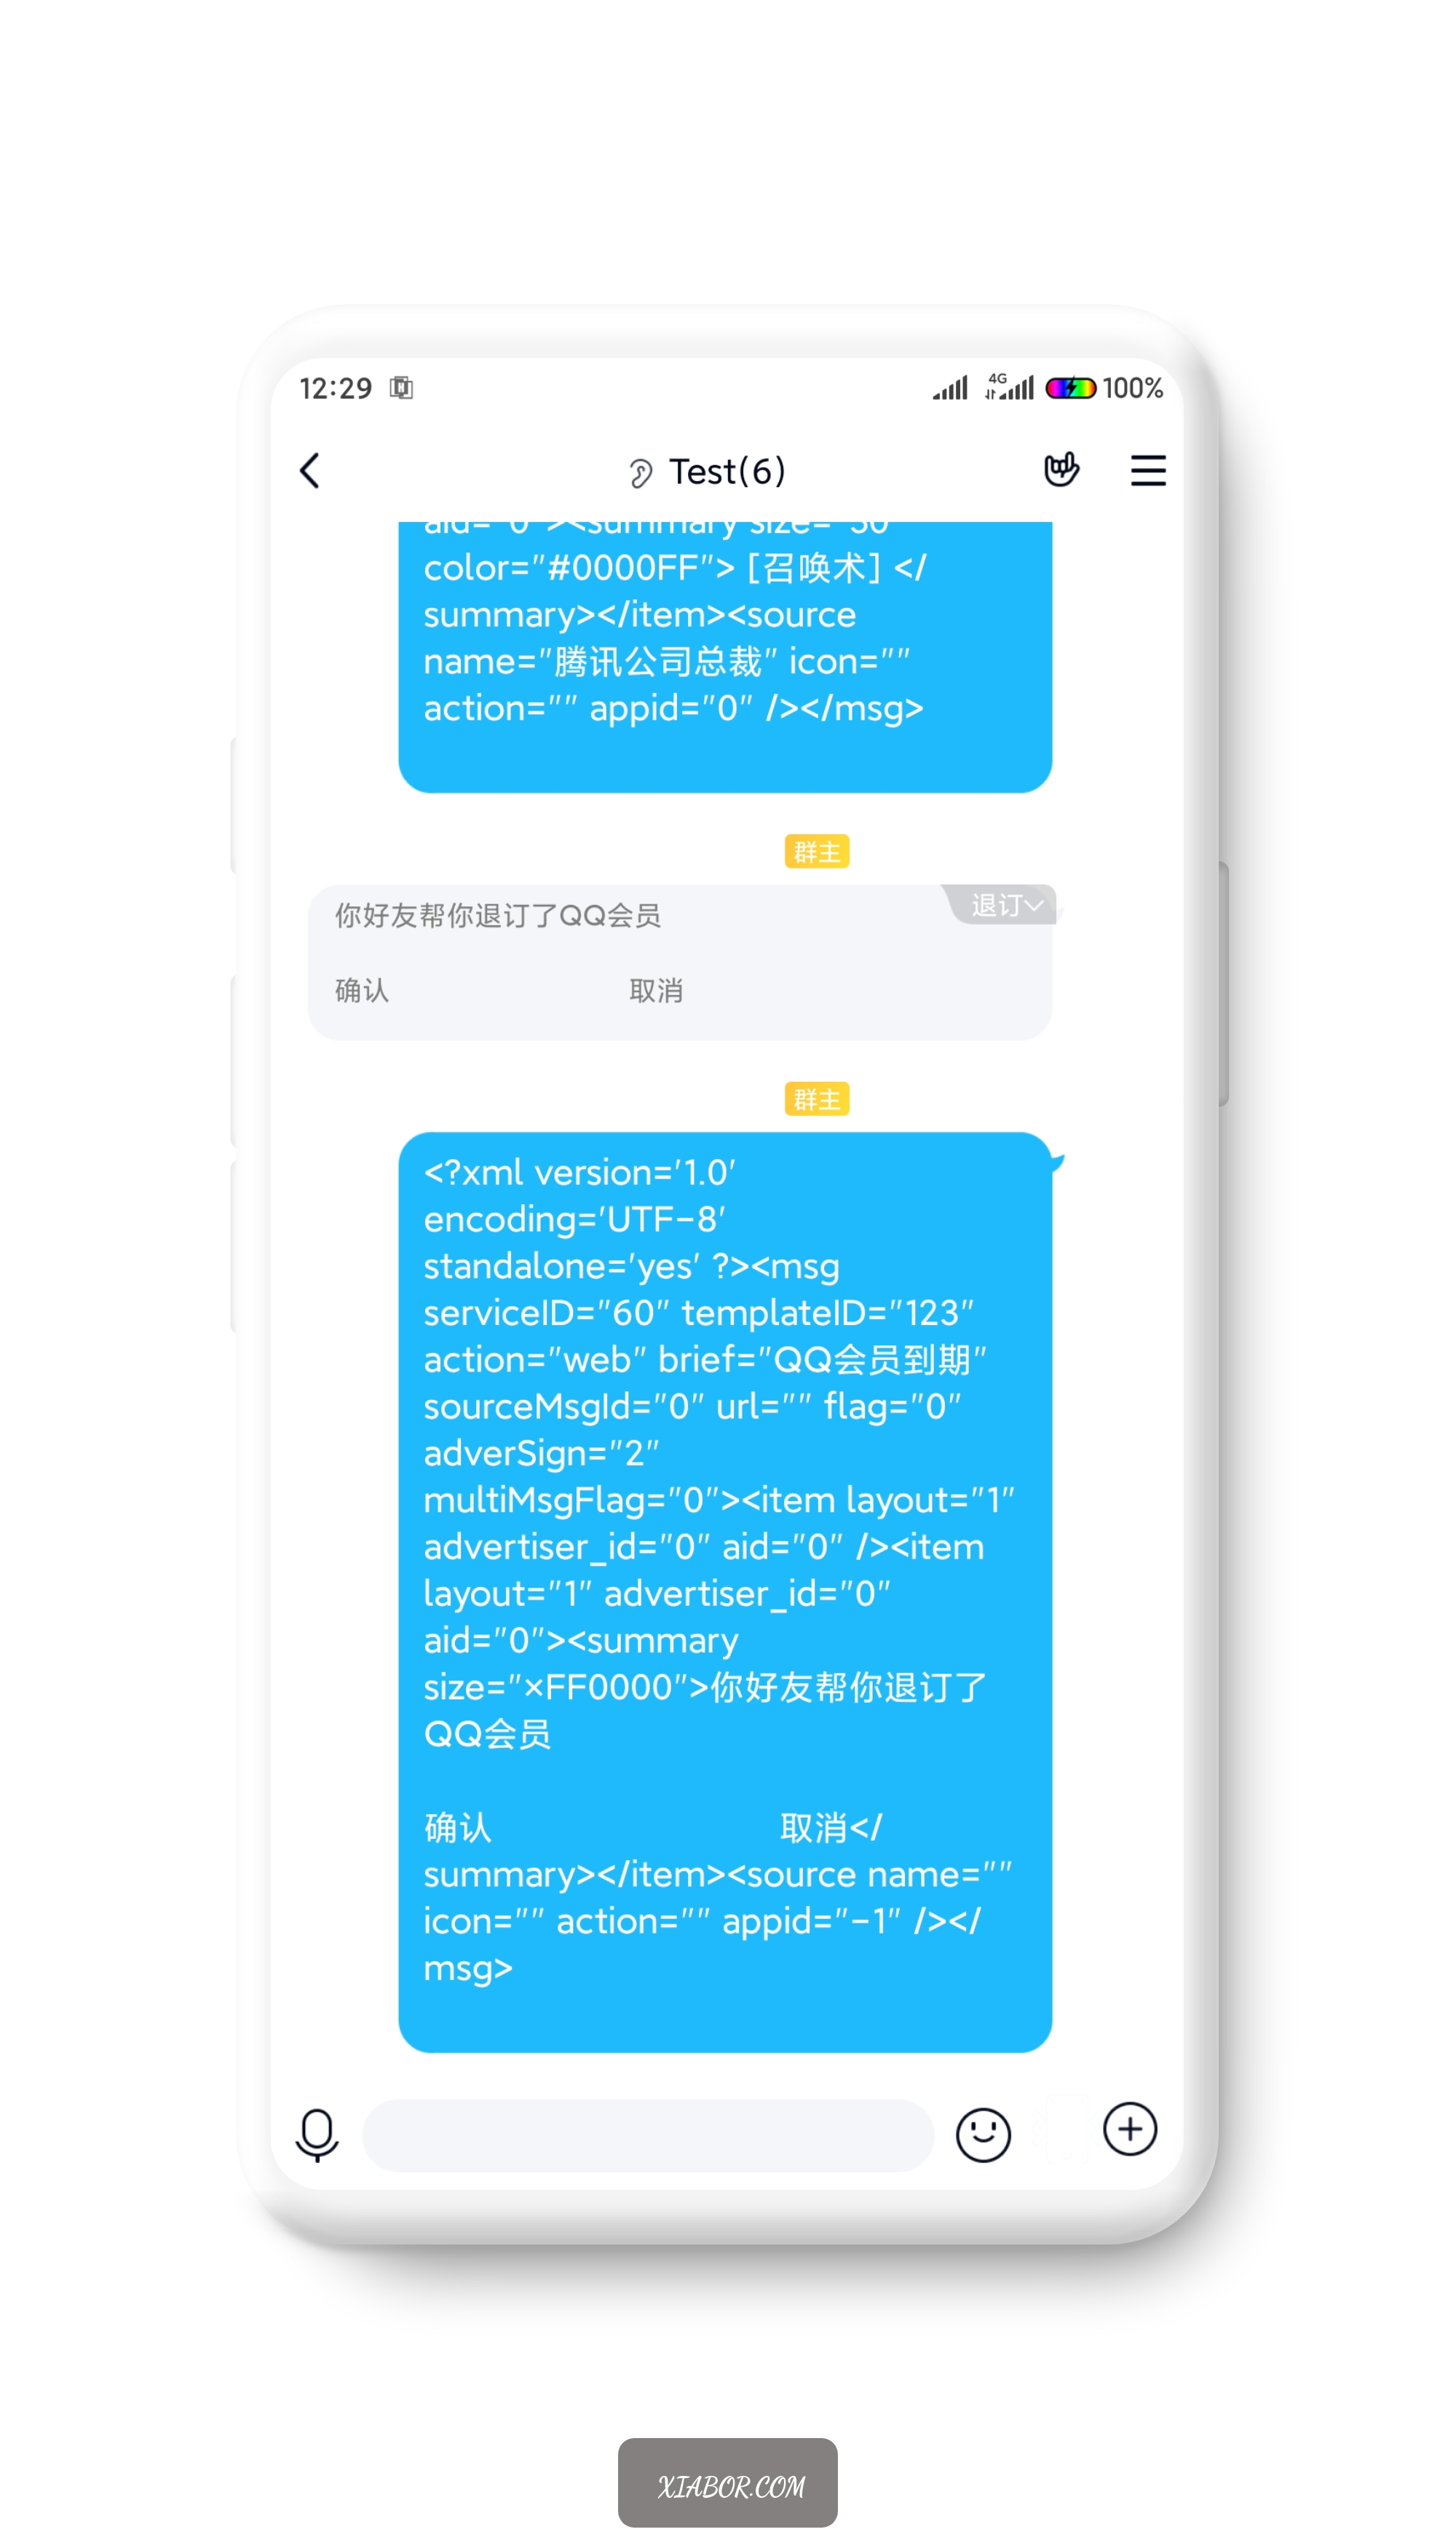 12:29
4G
100%
Test(6)
aid="0"><summary size="30"
color="#0000FF"> [召唤术] </
summary></item><source
name="腾讯公司总裁" icon=""
action="" appid="0" /></msg>
群主
退订
你好友帮你退订了QQ会员
确认 取消
群主
<?xml version='1.0'
encoding='UTF-8'
standalone='yes' ?><msg
serviceID="60" templateID="123"
action="web" brief="QQ会员到期"
sourceMsgId="0" url="" flag="0"
adverSign="2"
multiMsgFlag="0"><item layout="1"
advertiser_id="0" aid="0" /><item
layout="1" advertiser_id="0"
aid="0"><summary
size="×FF0000">你好友帮你退订了
QQ会员
确认 取消</
summary></item><source name=""
icon="" action="" appid="-1" /></
msg>
XIABOR.COM